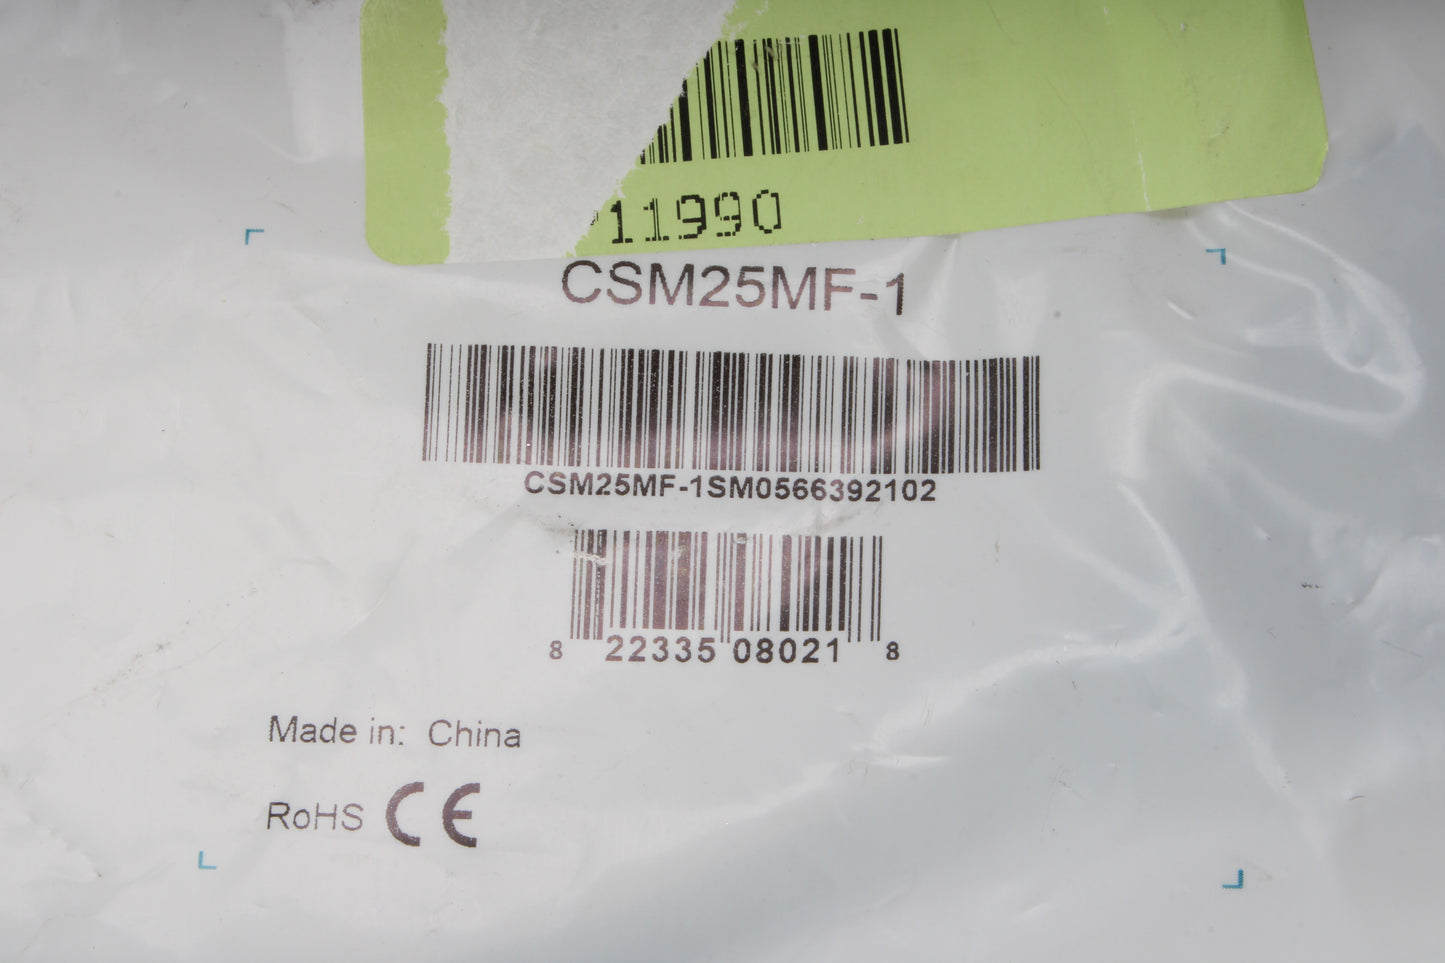 11990
CSM25MF-1
CSM25MF-1SM0566392102
8 22335 08021 8
Made in: China
RoHS CE